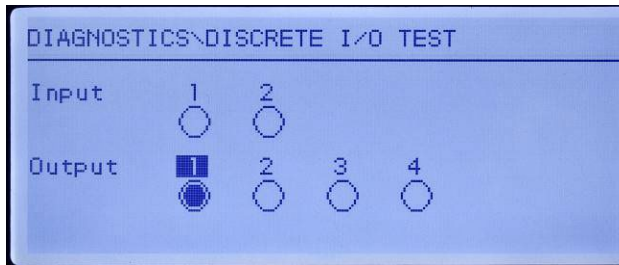 DIAGNOSTICS\DISCRETE I/O TEST
Input 1 2
Output 1 2 3 4